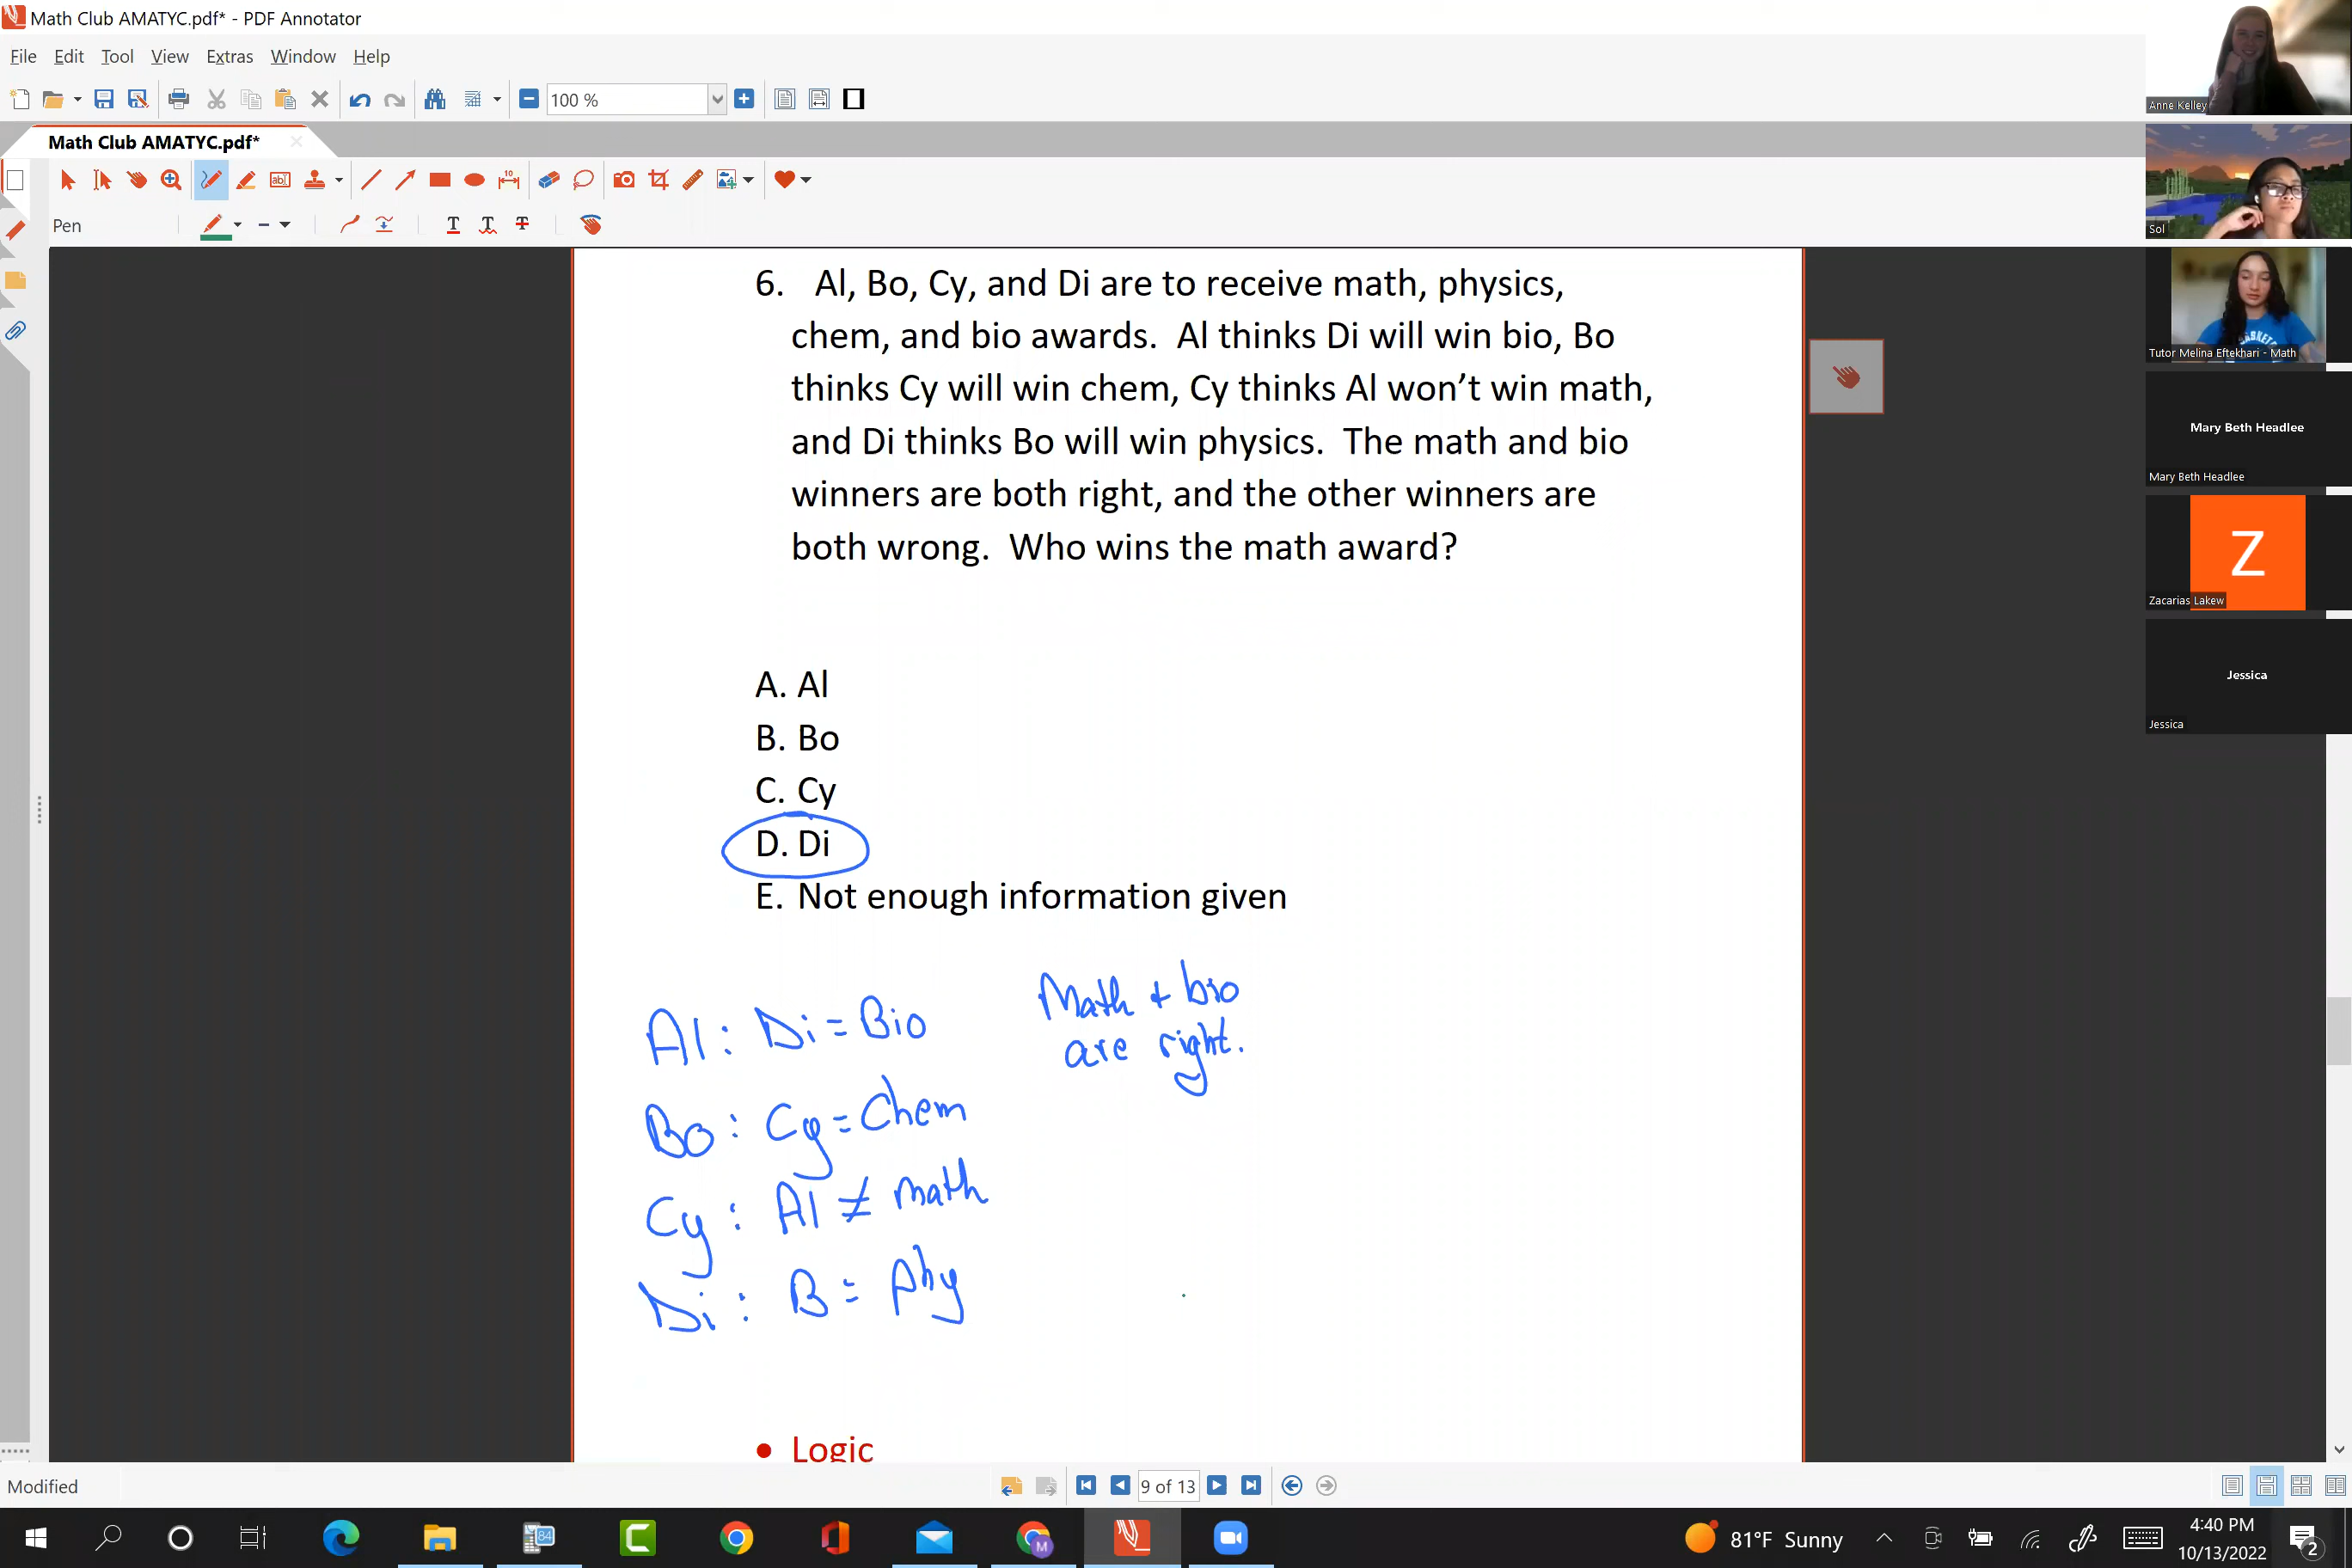 Math Club AMATYC.pdf* - PDF Annotator
File Edit Tool View Extras Window Help
100 %
Math Club AMATYC.pdf*
Pen
6. Al, Bo, Cy, and Di are to receive math, physics,
chem, and bio awards. Al thinks Di will win bio, Bo
thinks Cy will win chem, Cy thinks Al won't win math,
and Di thinks Bo will win physics. The math and bio
winners are both right, and the other winners are
both wrong. Who wins the math award?
A. Al
B. Bo
C. Cy
D. Di
E. Not enough information given
Al: Di = Bio
Bo: Cy = Chem
Cy: Al ≠ math
Di: B = Phy
Math + bio
are right.
• Logic
Anne Kelley
Sol
Tutor Melina Eftekhari - Math
Mary Beth Headlee
Mary Beth Headlee
Z
Zacarias Lakew
Jessica
Jessica
Modified
9 of 13
84
M
81°F Sunny
4:40 PM
10/13/2022
2